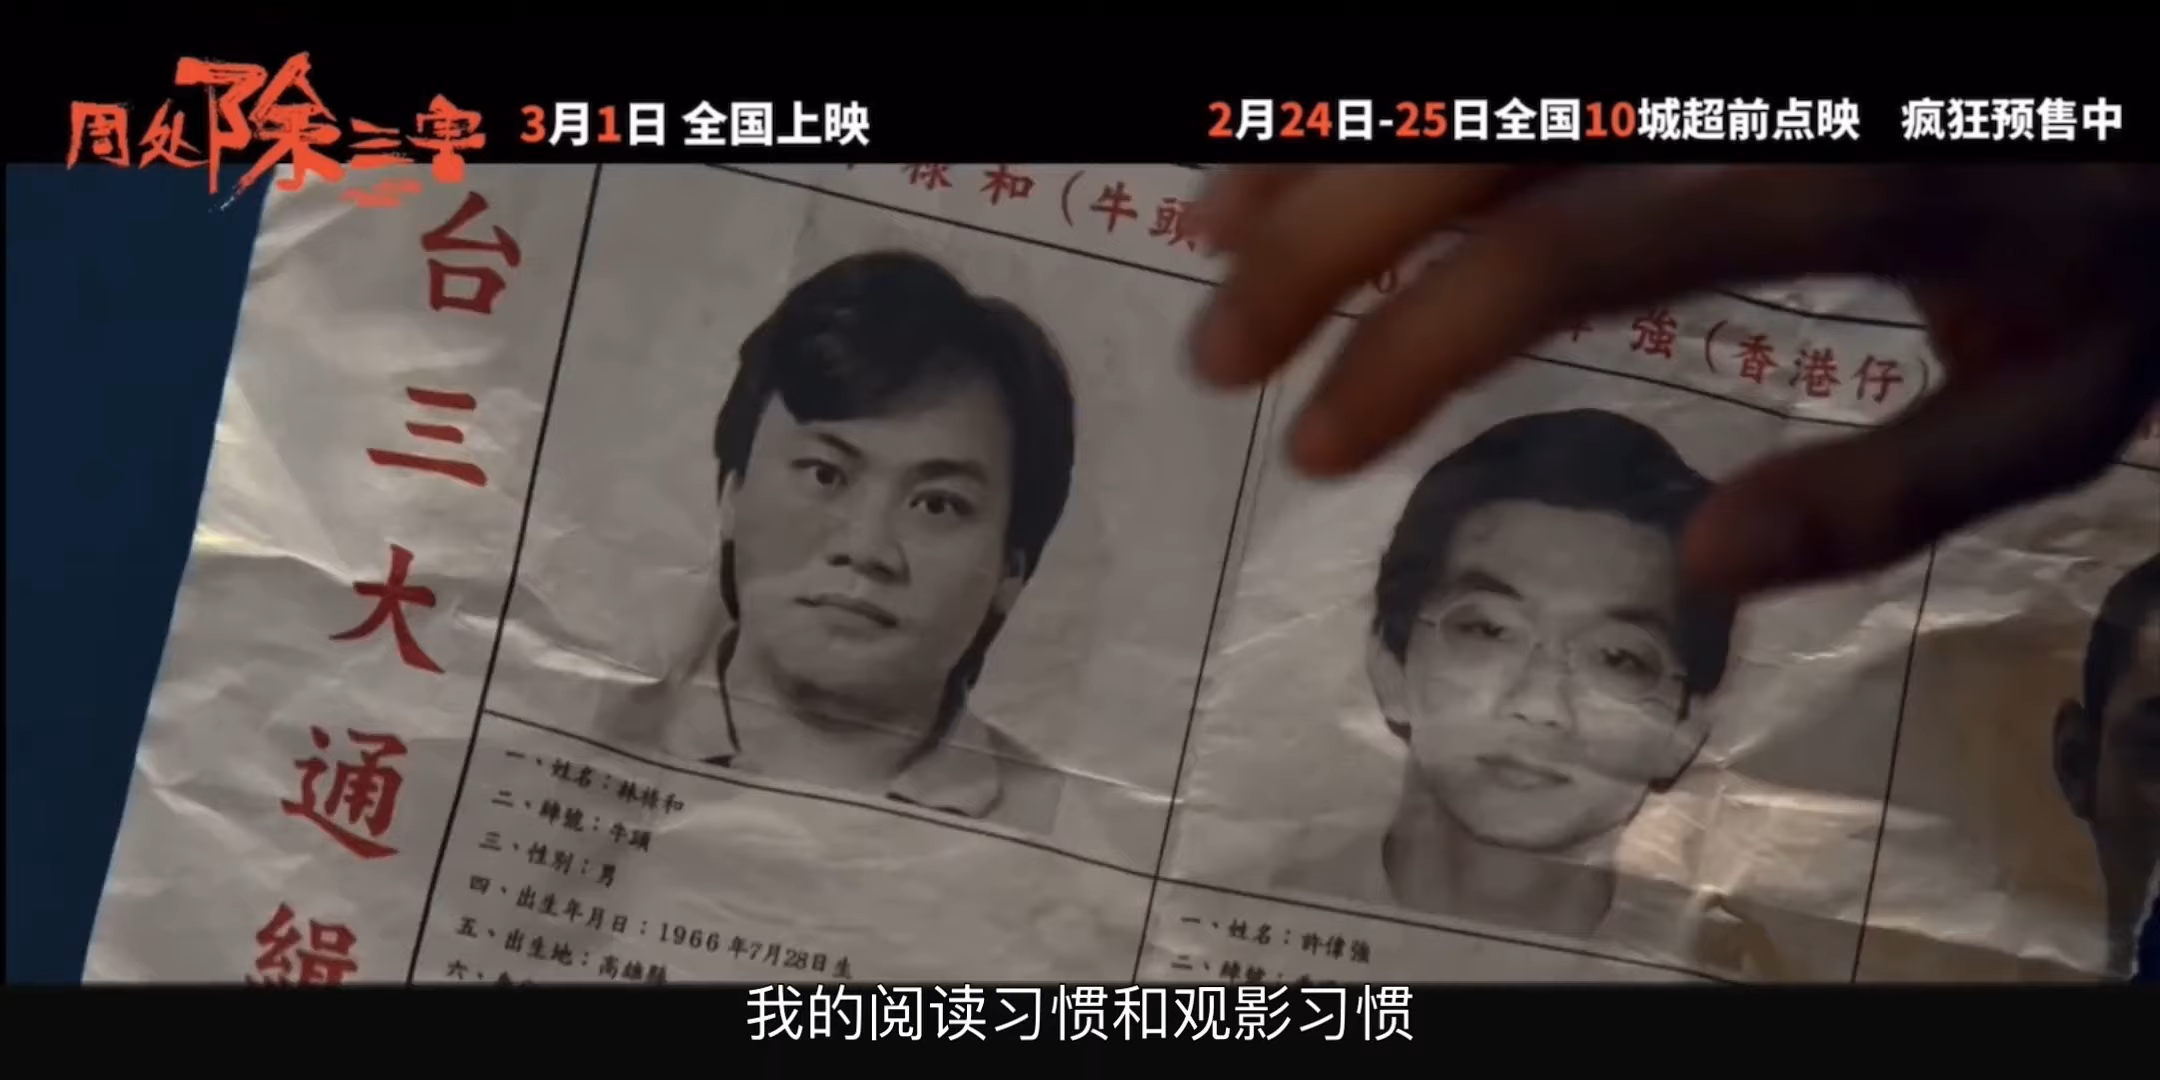 周处除三害
3月1日 全国上映
2月24日-25日全国10城超前点映 疯狂预售中
台三大通緝
祿和(牛頭
強(香港仔)
一、姓名:林祿和
二、綽號:牛頭
三、性別:男
四、出生年月日:1966年7月28日生
五、出生地:高雄縣
六、
一、姓名:許偉強
二、綽號:
我的阅读习惯和观影习惯